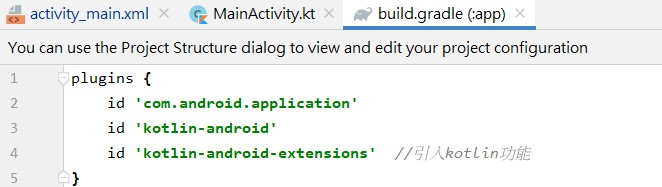 activity_main.xml MainActivity.kt build.gradle (:app)
You can use the Project Structure dialog to view and edit your project configuration
1 plugins {
2 id 'com.android.application'
3 id 'kotlin-android'
4 id 'kotlin-android-extensions' //引入kotlin功能
5 }